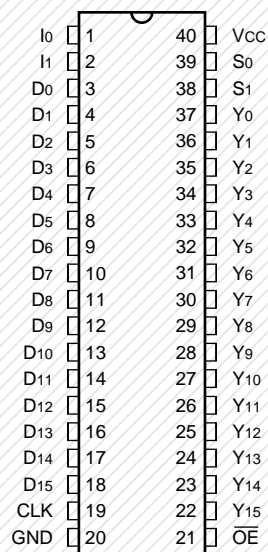 I0 1 40 VCC
I1 2 39 S0
D0 3 38 S1
D1 4 37 Y0
D2 5 36 Y1
D3 6 35 Y2
D4 7 34 Y3
D5 8 33 Y4
D6 9 32 Y5
D7 10 31 Y6
D8 11 30 Y7
D9 12 29 Y8
D10 13 28 Y9
D11 14 27 Y10
D12 15 26 Y11
D13 16 25 Y12
D14 17 24 Y13
D15 18 23 Y14
CLK 19 22 Y15
GND 20 21 O̅E̅